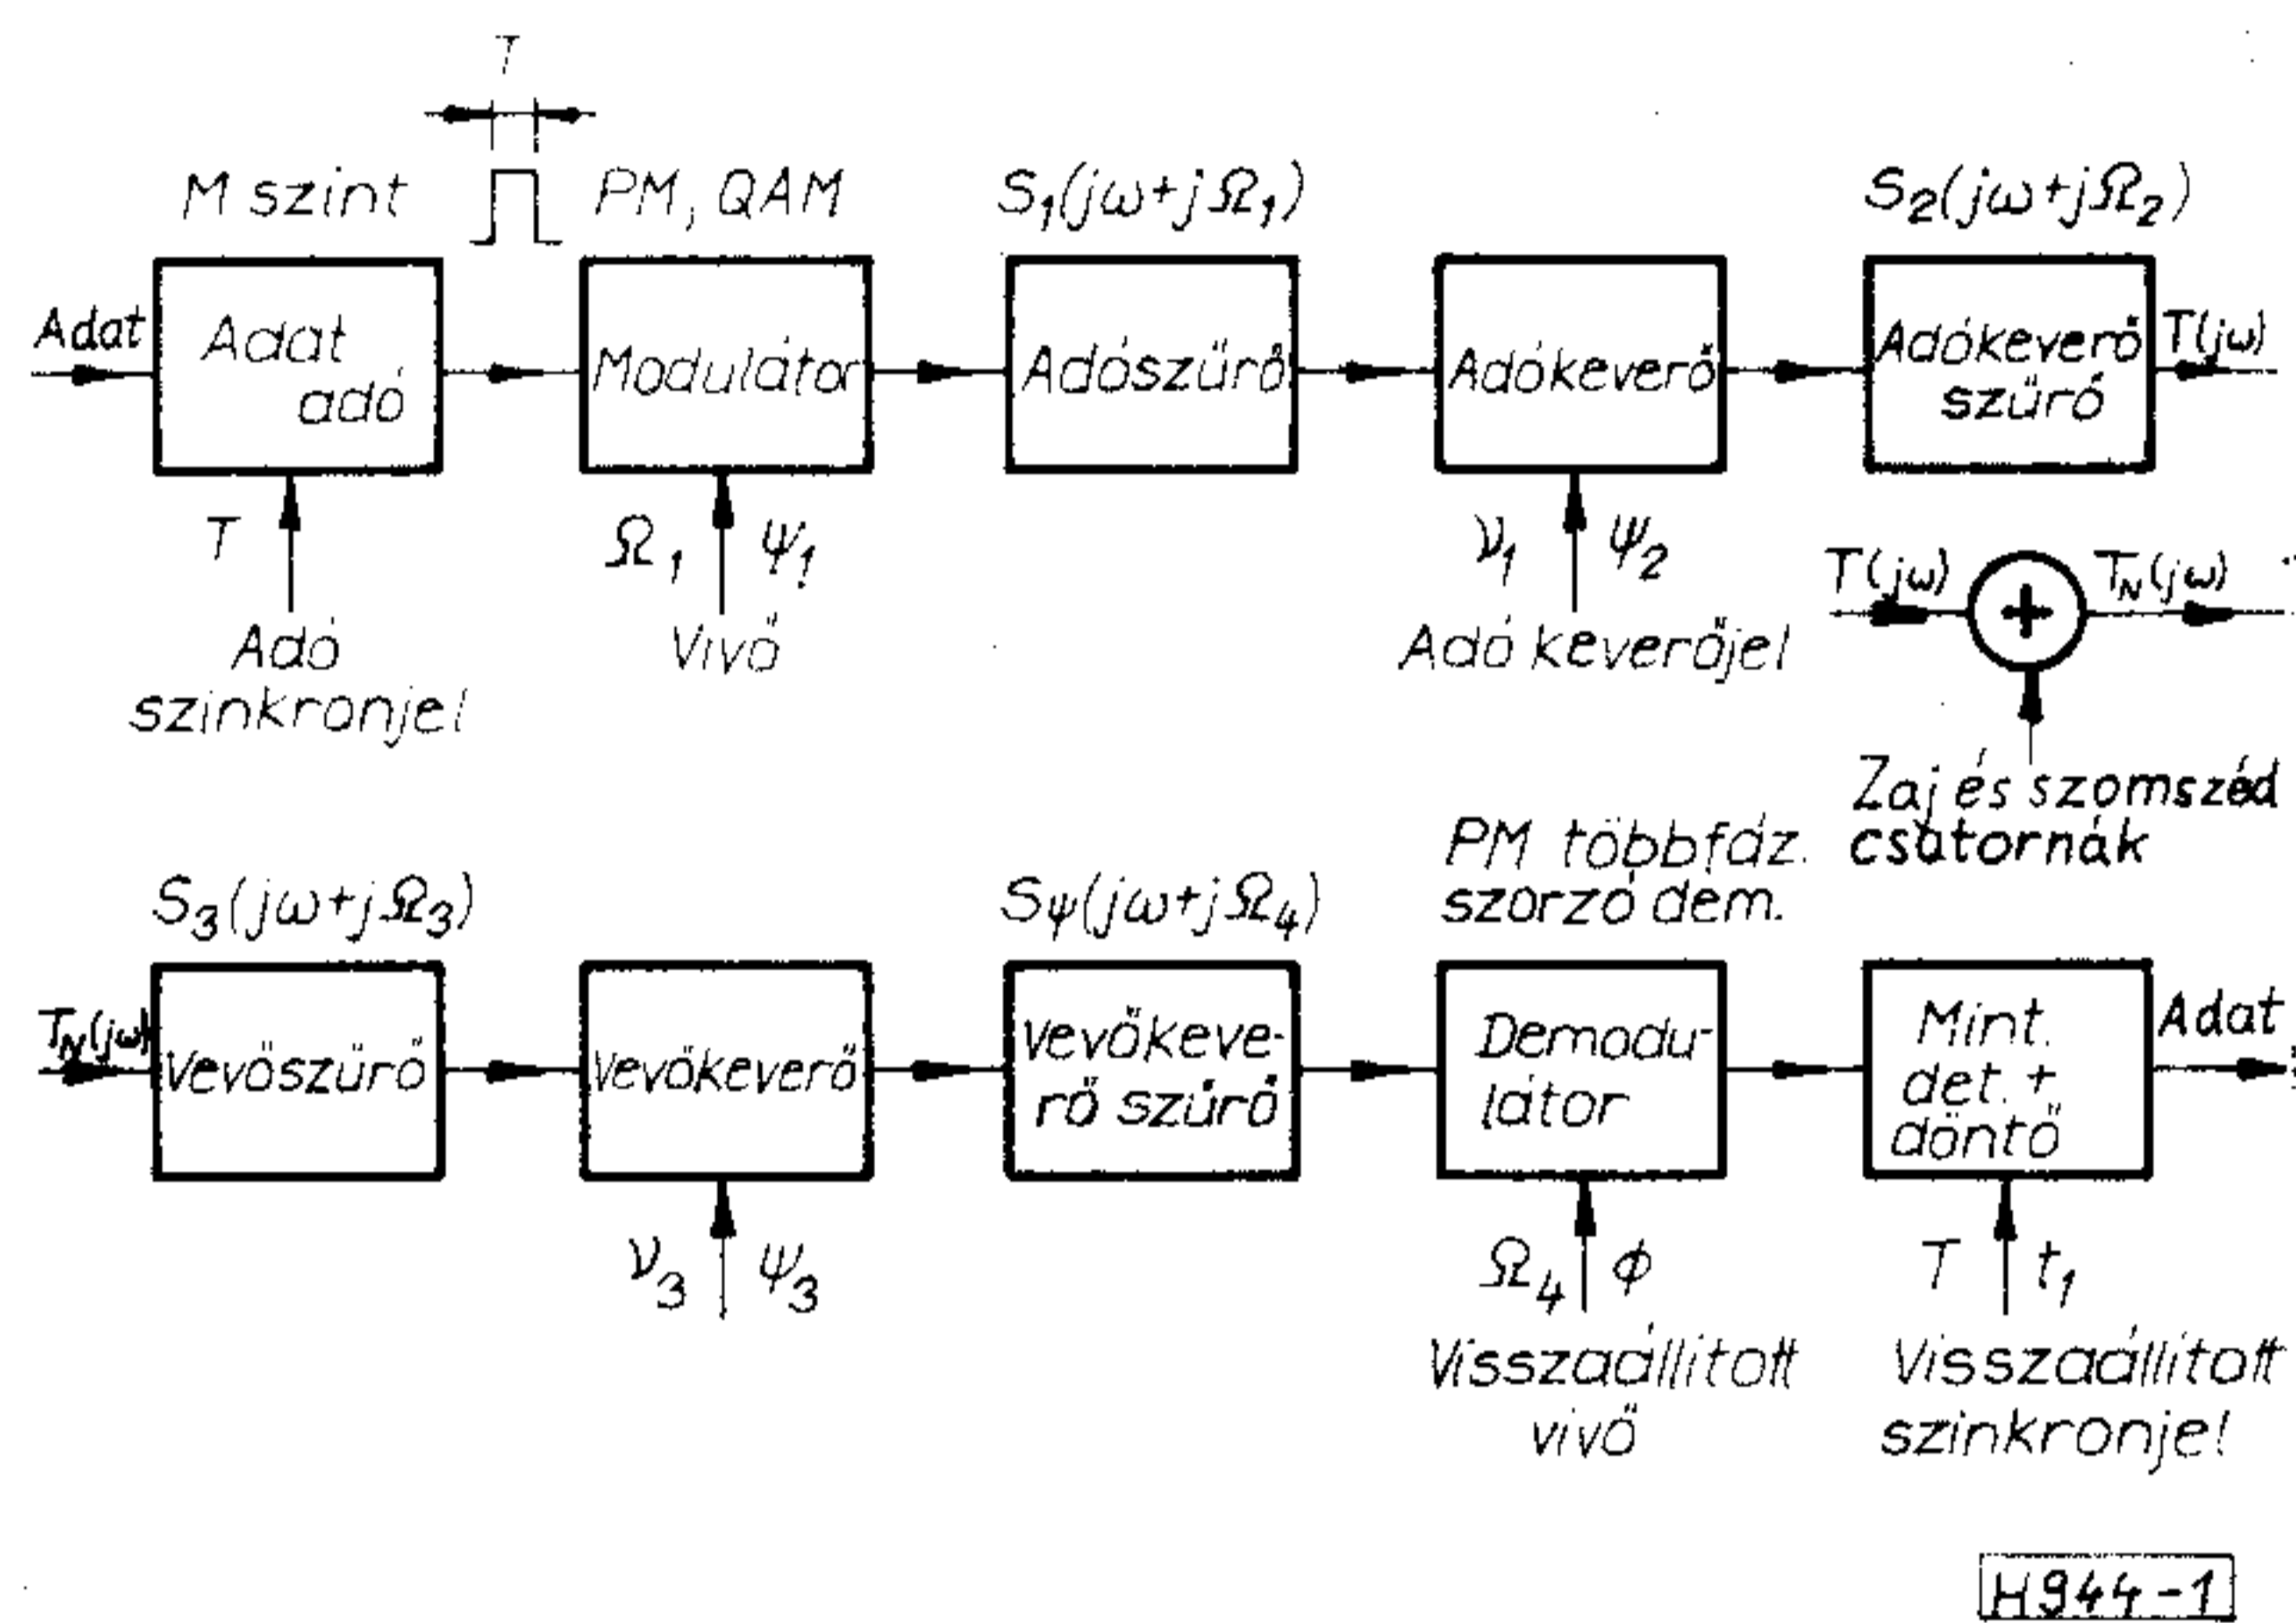 T
M szint
PM, QAM
S₁(jω+jΩ₁)
S₂(jω+jΩ₂)
Adat
Adat
adó
Modulátor
Adószűrő
Adókeverő
Adókeverő
szűrő
T(jω)
T
Ω₁ ψ₁
ν₁ ψ₂
Adó
szinkronjel
Vivő
Adó keverőjel
T(jω)
+
T_N(jω)
Zaj és szomszéd
csatornák
S₃(jω+jΩ₃)
Sψ(jω+jΩ₄)
PM többfáz.
szorzó dem.
T_N(jω)
Vevőszűrő
Vevőkeverő
Vevőkeve-
rő szűrő
Demodu-
látor
Mint.
det. +
döntő
Adat
ν₃ ψ₃
Ω₄ ϕ
T t₁
Visszaállított
vivő
Visszaállított
szinkronjel
H944-1